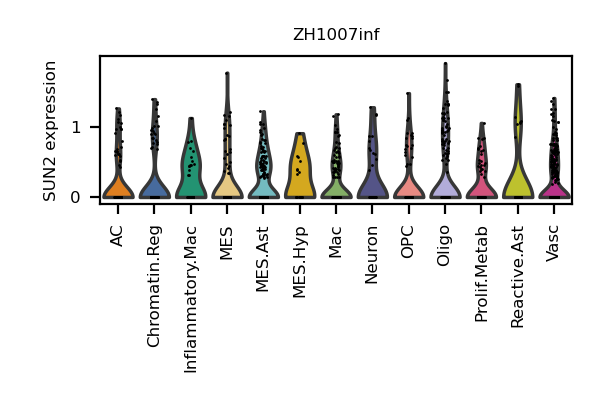 ZH1007inf
SUN2 expression
1
0
AC
Chromatin.Reg
Inflammatory.Mac
MES
MES.Ast
MES.Hyp
Mac
Neuron
OPC
Oligo
Prolif.Metab
Reactive.Ast
Vasc